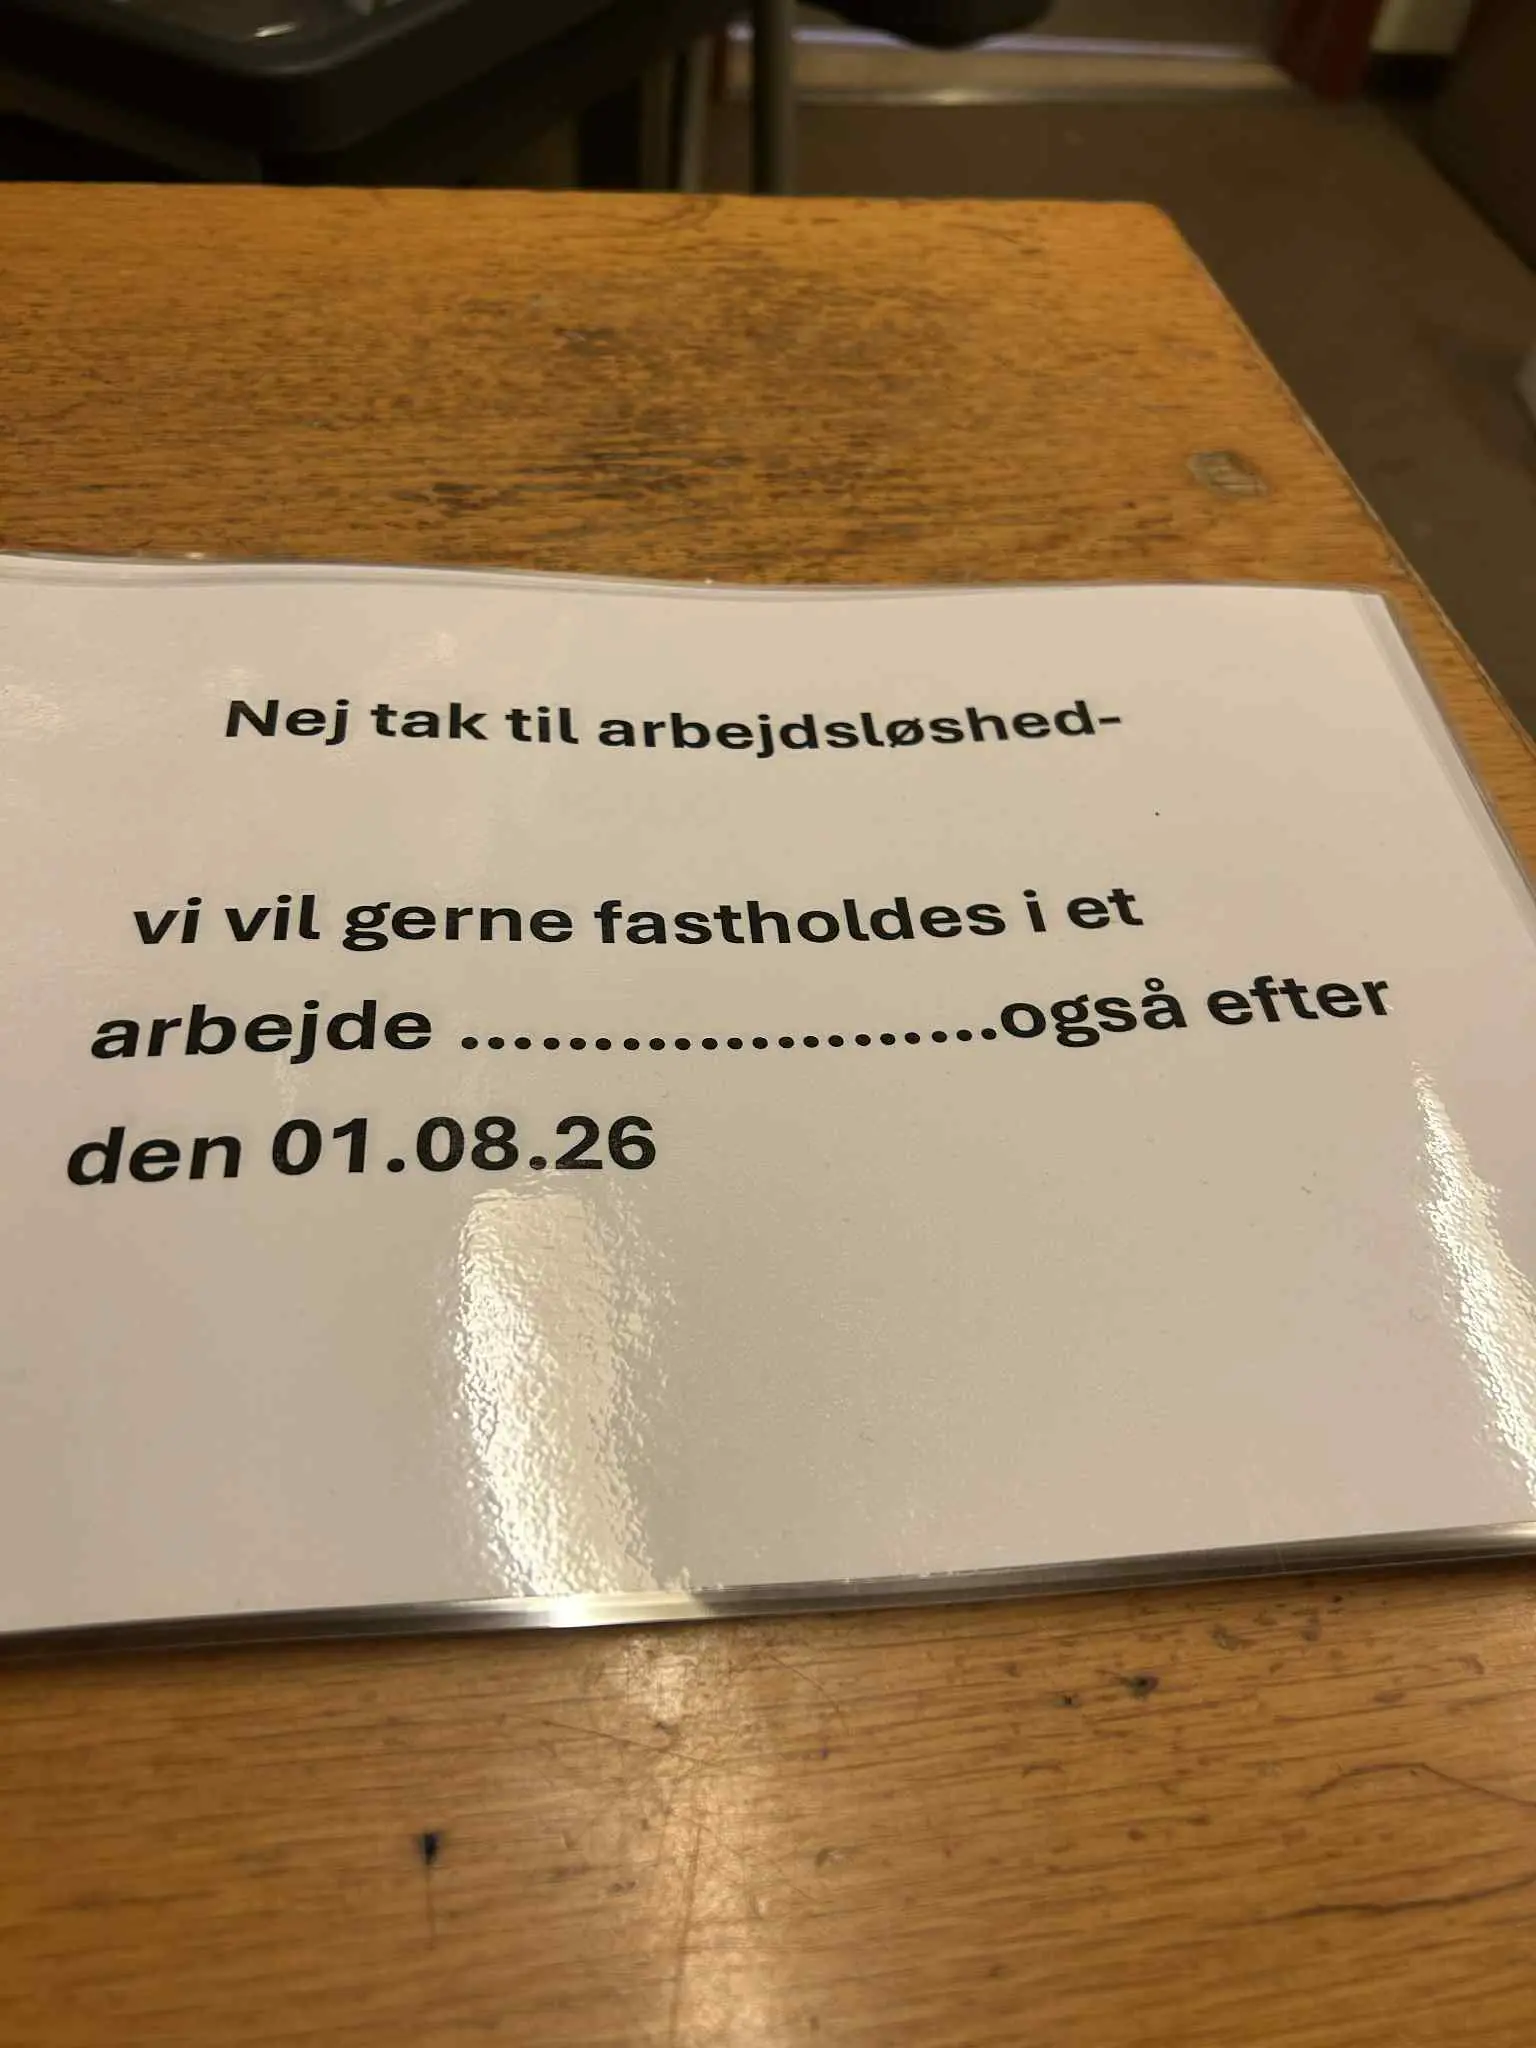 Nej tak til arbejdsløshed-
vi vil gerne fastholdes i et
arbejde .....................også efter
den 01.08.26